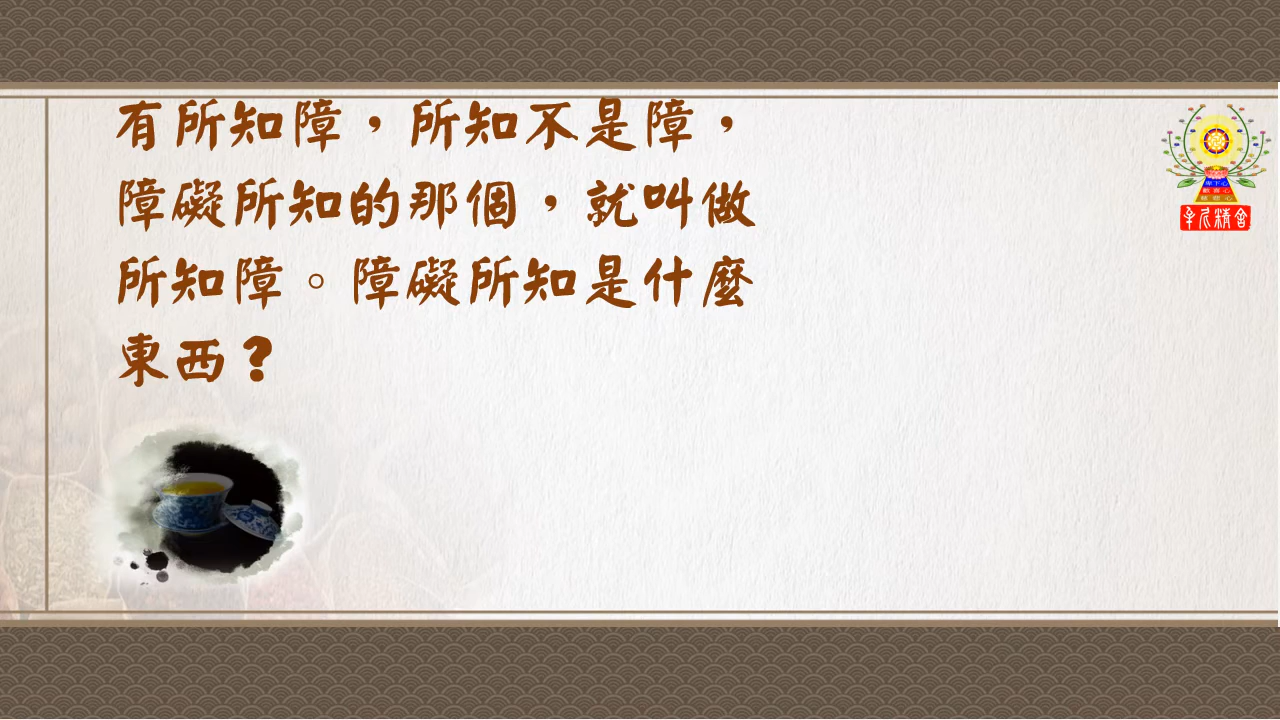 有所知障，所知不是障，
障礙所知的那個，就叫做
所知障。障礙所知是什麼
東西？